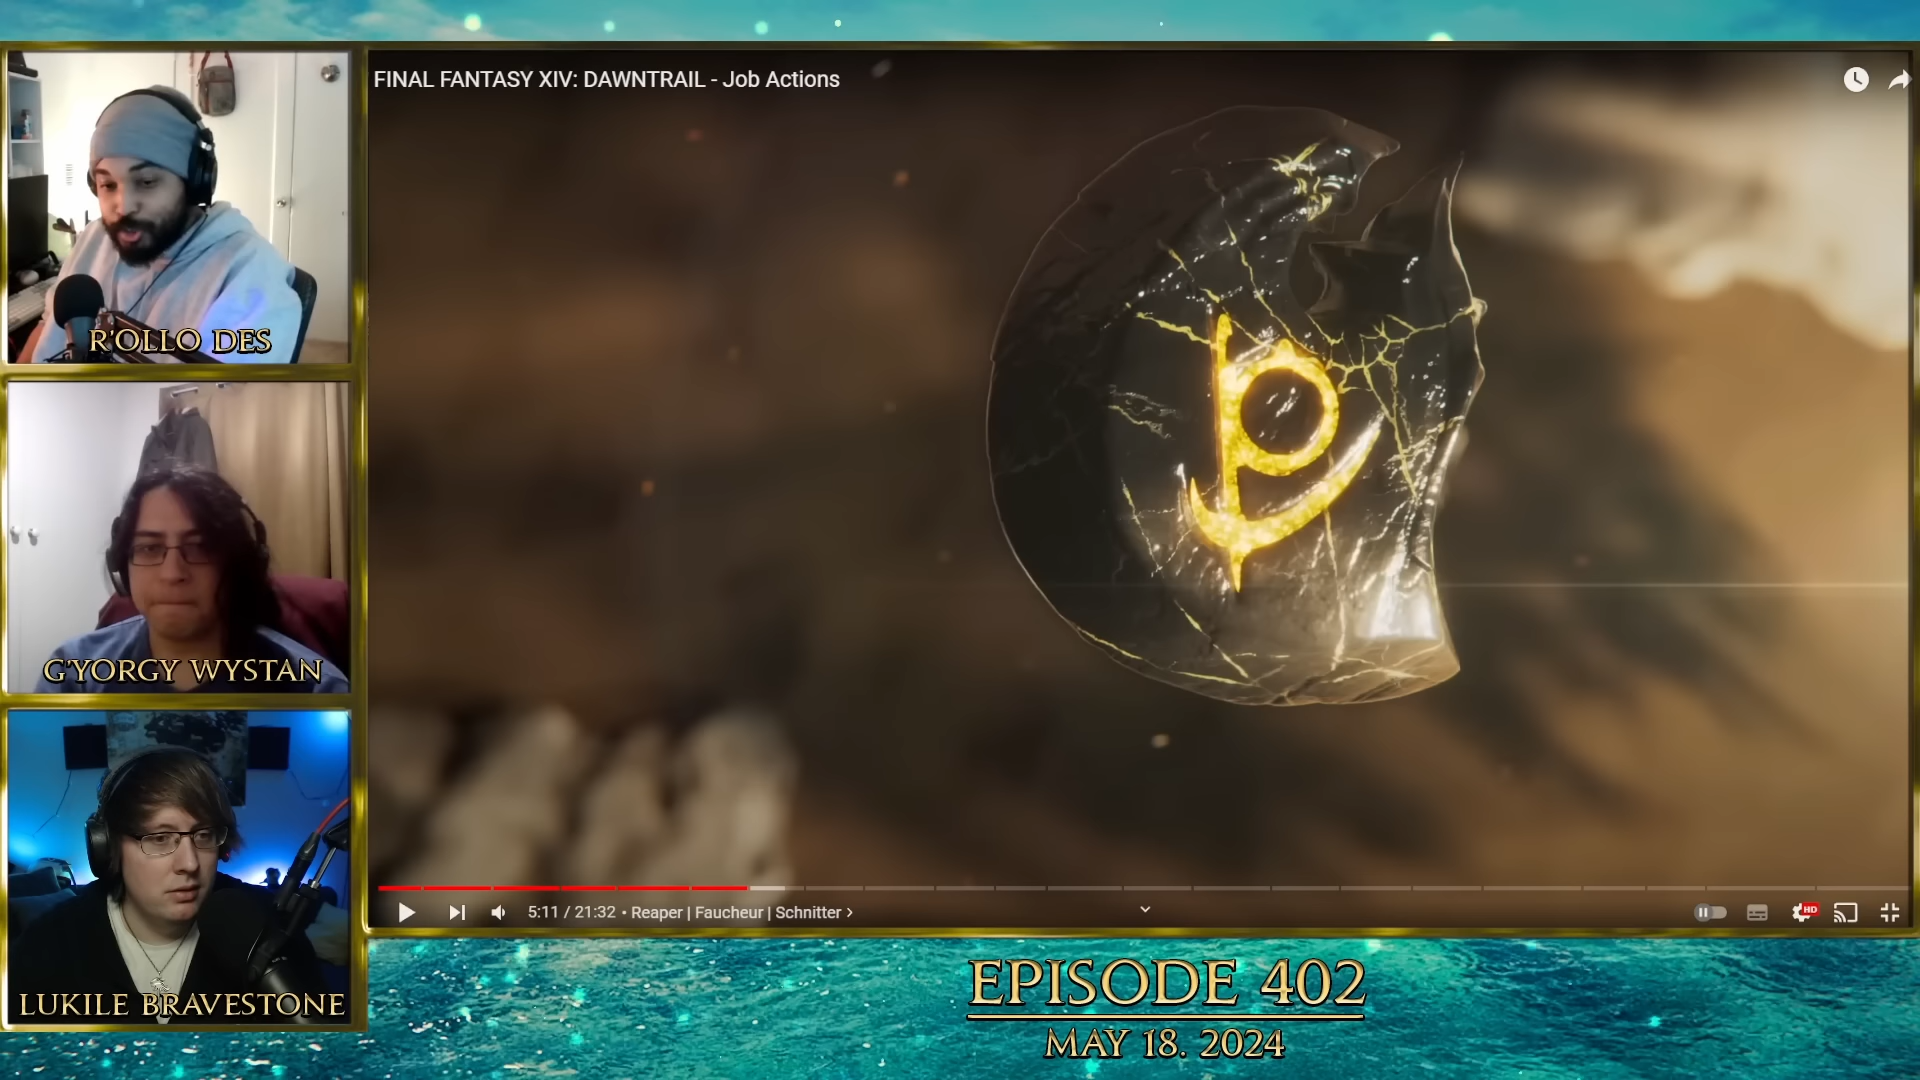 FINAL FANTASY XIV: DAWNTRAIL - Job Actions
R'OLLO DES
G'YORGY WYSTAN
LUKILE BRAVESTONE
5:11 / 21:32 • Reaper | Faucheur | Schnitter >
HD
EPISODE 402
MAY 18. 2024